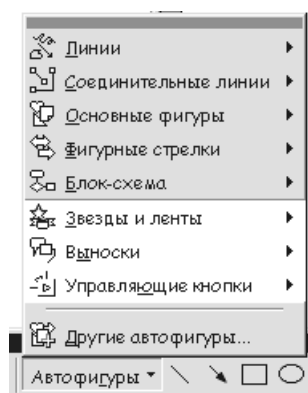 Линии
Соединительные линии
Основные фигуры
Фигурные стрелки
Блок-схема
Звезды и ленты
Выноски
Управляющие кнопки
Другие автофигуры...
Автофигуры